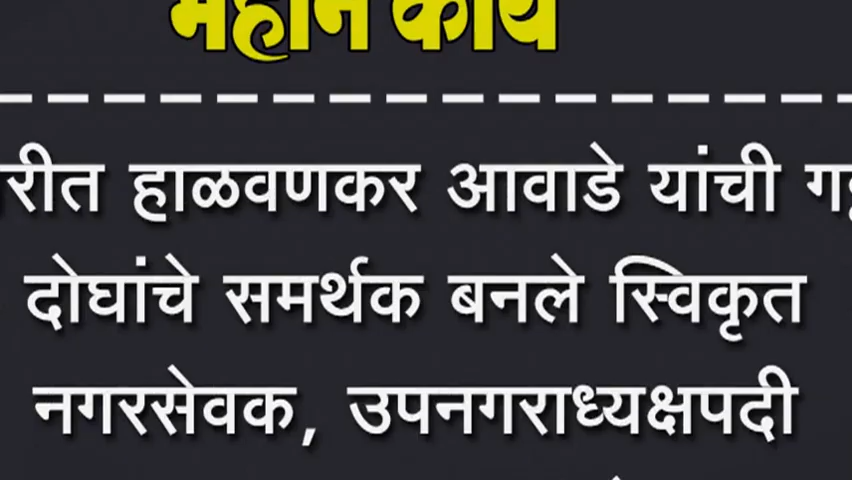 महान कार्य
हाळवणकर आवाडे यांची
दोघांचे समर्थक बनले स्विकृत
नगरसेवक, उपनगराध्यक्षपदी